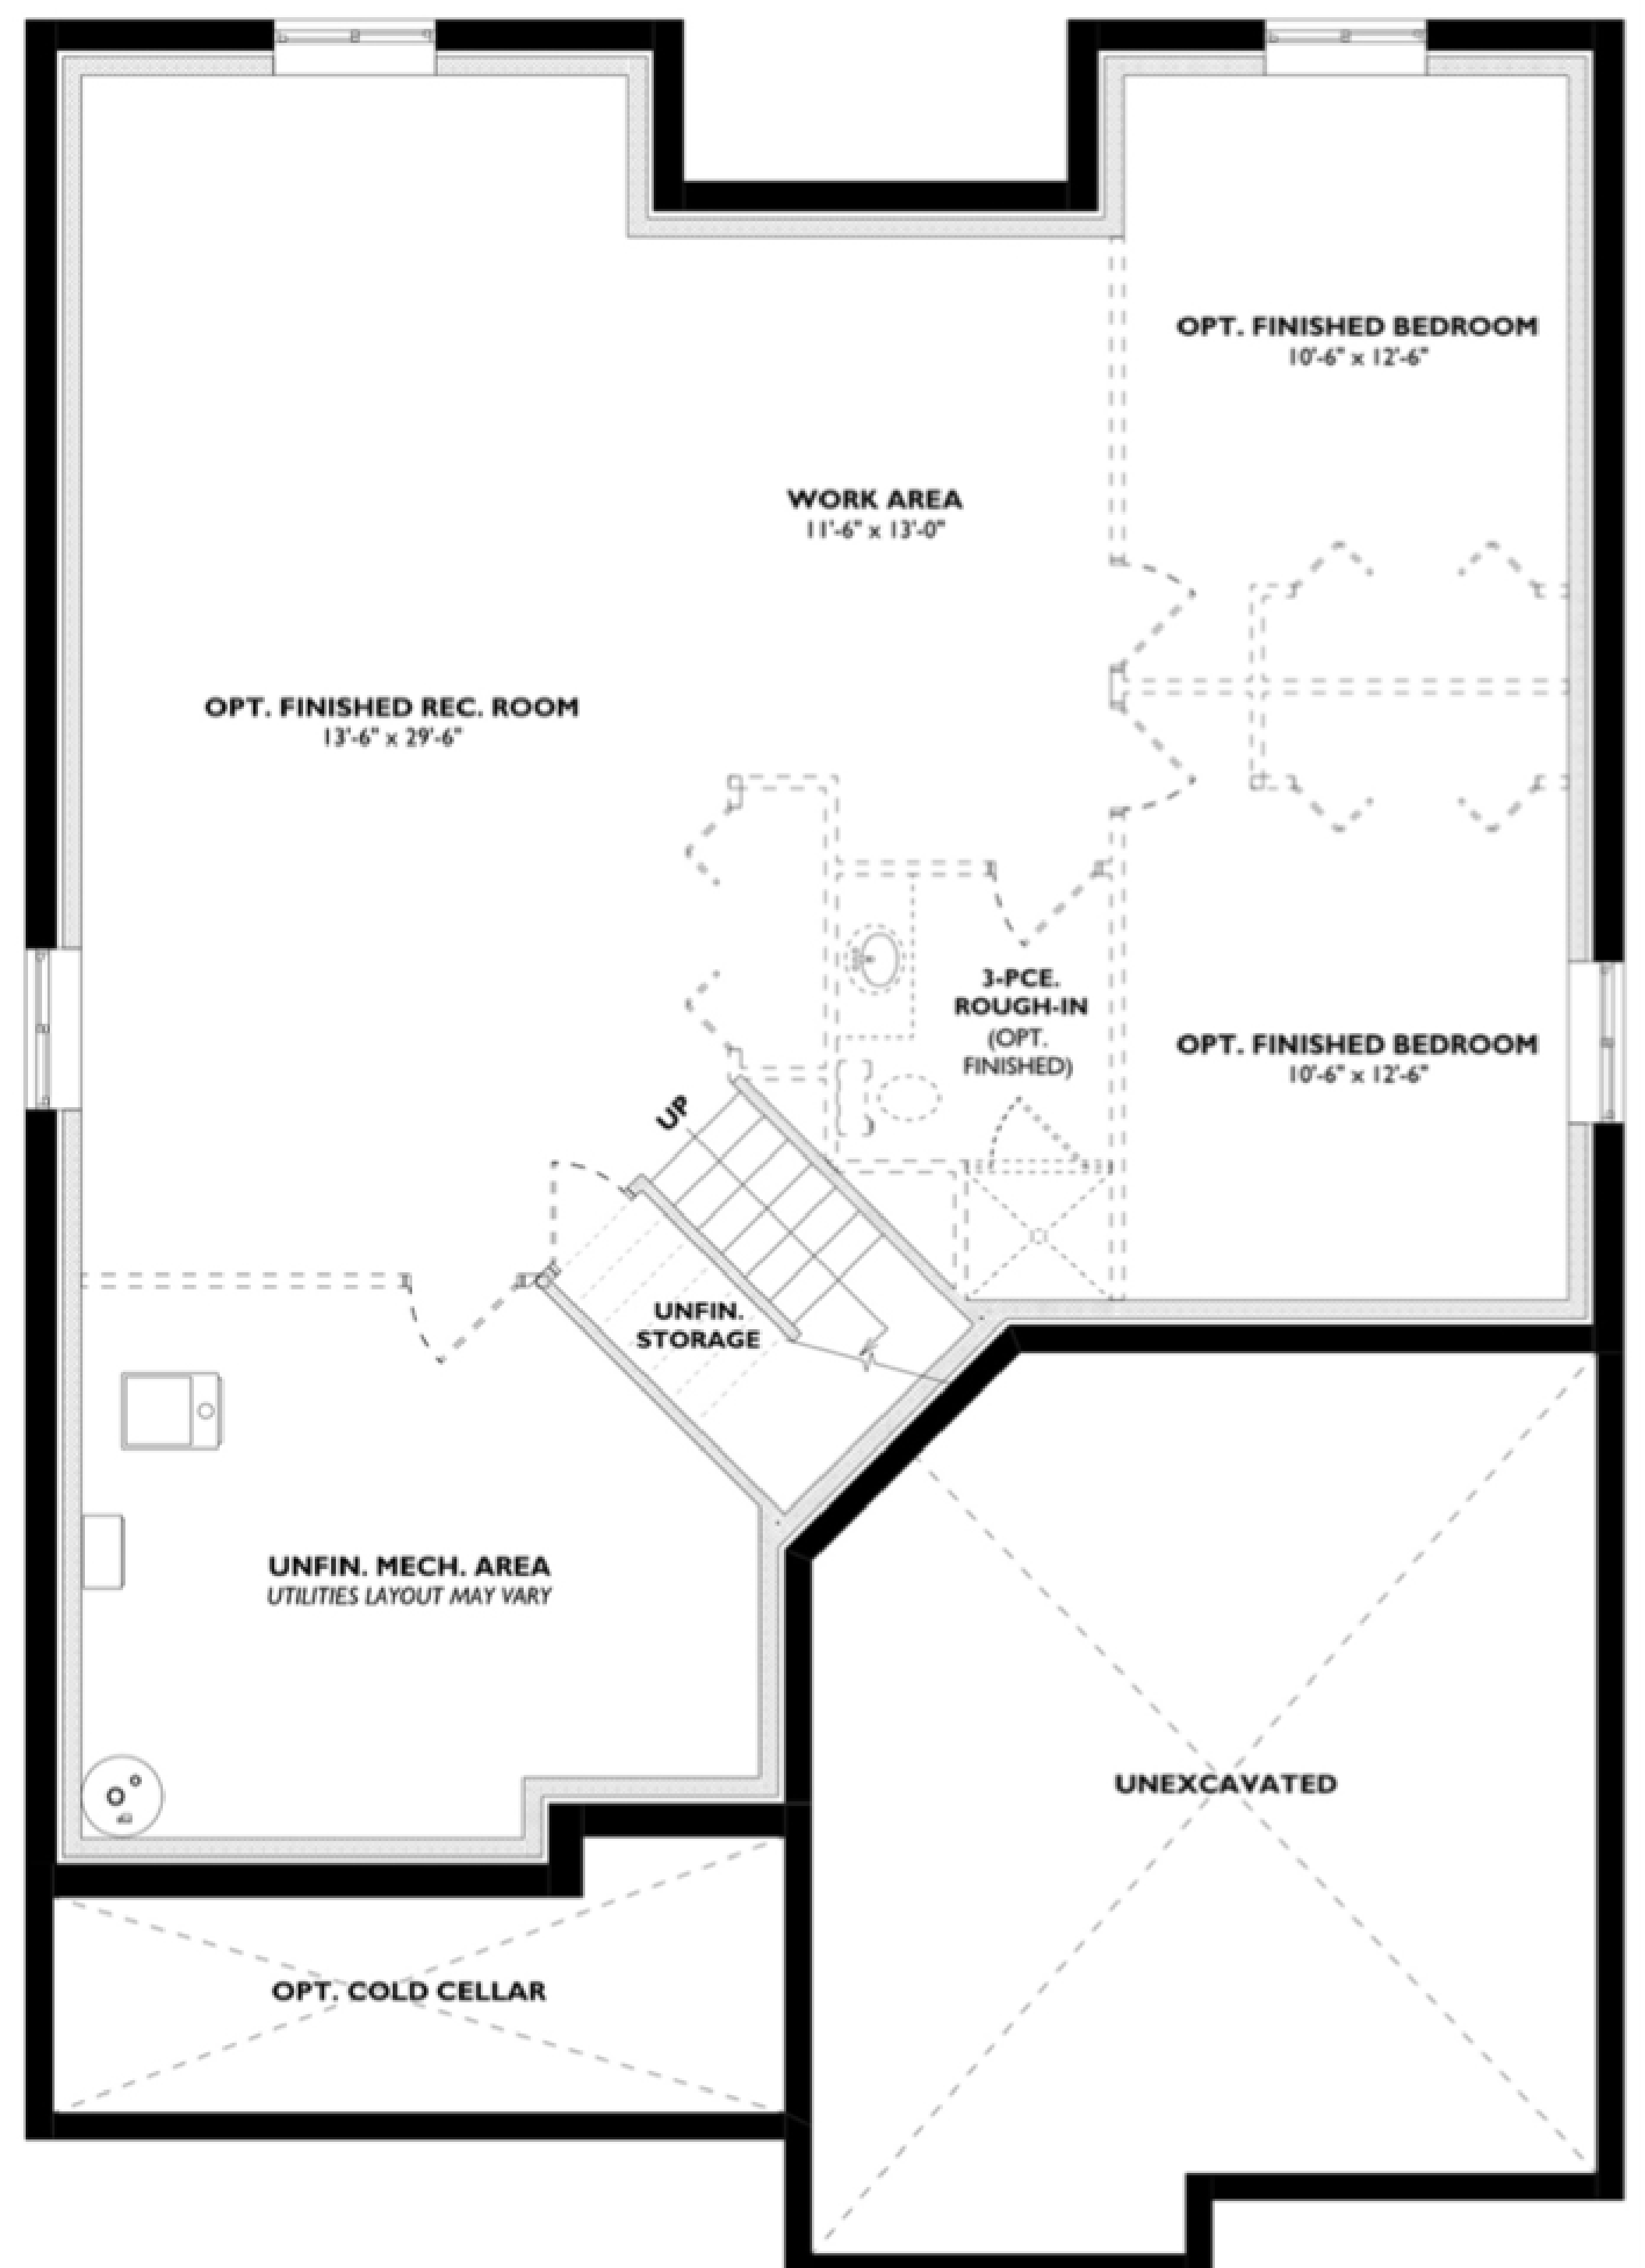 OPT. FINISHED BEDROOM
10'-6" x 12'-6"
WORK AREA
11'-6" x 13'-0"
OPT. FINISHED REC. ROOM
13'-6" x 29'-6"
3-PCE.
ROUGH-IN
(OPT.
FINISHED)
OPT. FINISHED BEDROOM
10'-6" x 12'-6"
UP
UNFIN.
STORAGE
UNFIN. MECH. AREA
UTILITIES LAYOUT MAY VARY
UNEXCAVATED
OPT. COLD CELLAR